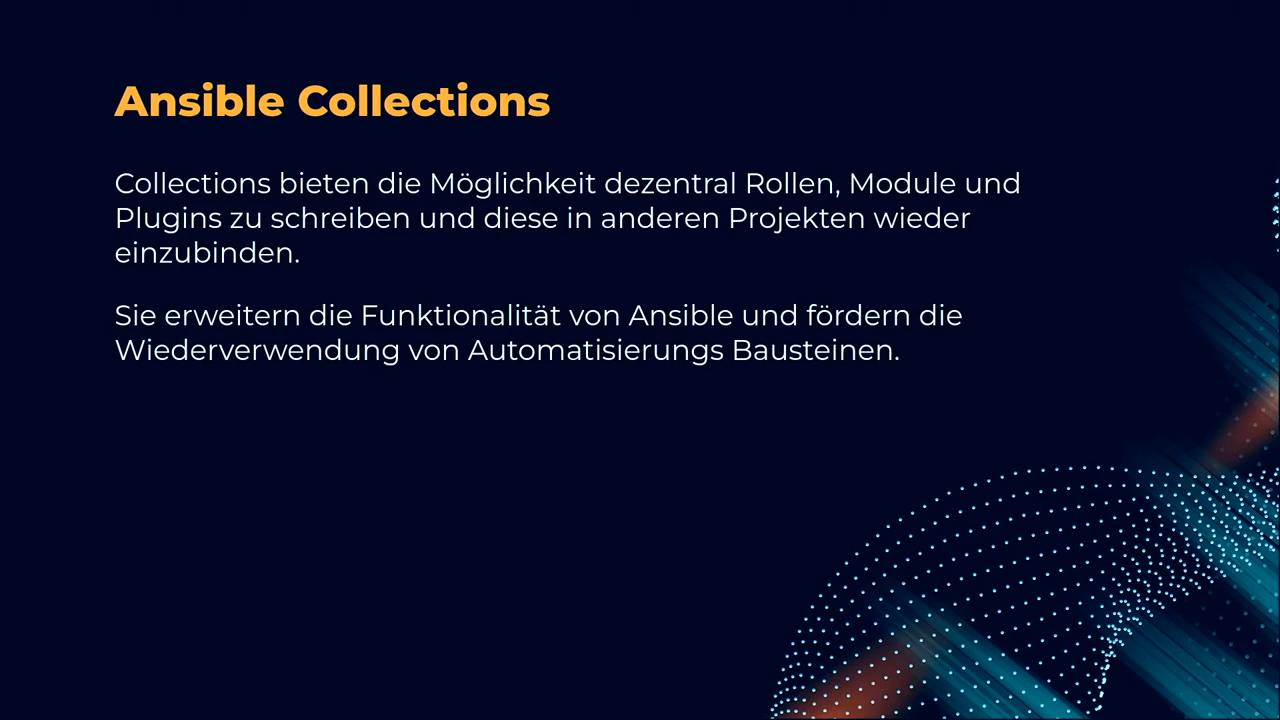 Ansible Collections
Collections bieten die Möglichkeit dezentral Rollen, Module und
Plugins zu schreiben und diese in anderen Projekten wieder
einzubinden.
Sie erweitern die Funktionalität von Ansible und fördern die
Wiederverwendung von Automatisierungs Bausteinen.